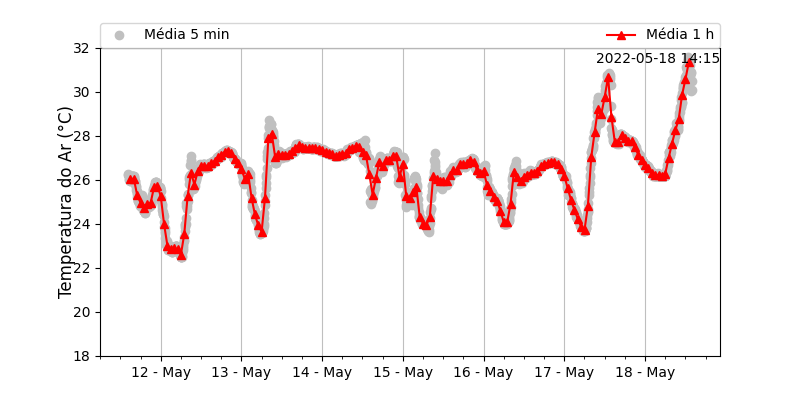 Média 5 min
Média 1 h
2022-05-18 14:15
Temperatura do Ar (°C)
32
30
28
26
24
22
20
18
12 - May
13 - May
14 - May
15 - May
16 - May
17 - May
18 - May